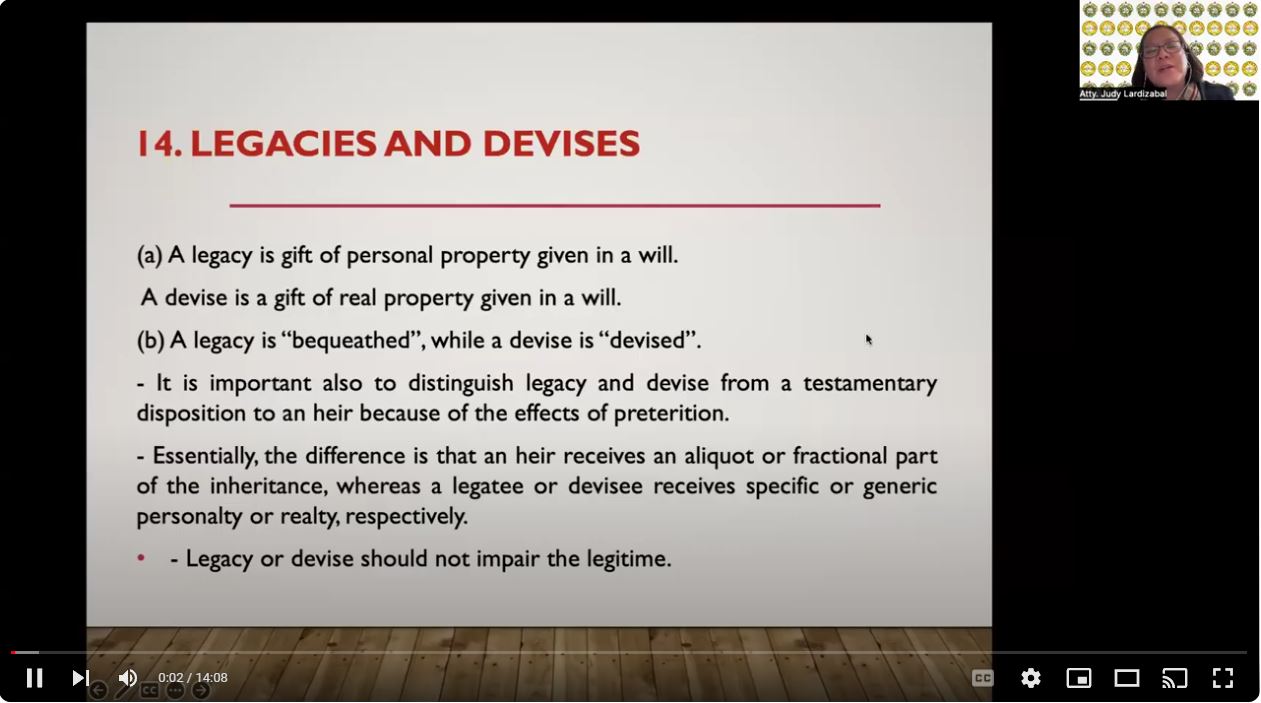 Atty. Judy Lardizabal
14. LEGACIES AND DEVISES
(a) A legacy is gift of personal property given in a will.
A devise is a gift of real property given in a will.
(b) A legacy is “bequeathed”, while a devise is “devised”.
- It is important also to distinguish legacy and devise from a testamentary
disposition to an heir because of the effects of preterition.
- Essentially, the difference is that an heir receives an aliquot or fractional part
of the inheritance, whereas a legatee or devisee receives specific or generic
personalty or realty, respectively.
• - Legacy or devise should not impair the legitime.
0:02 / 14:08
CC
CC